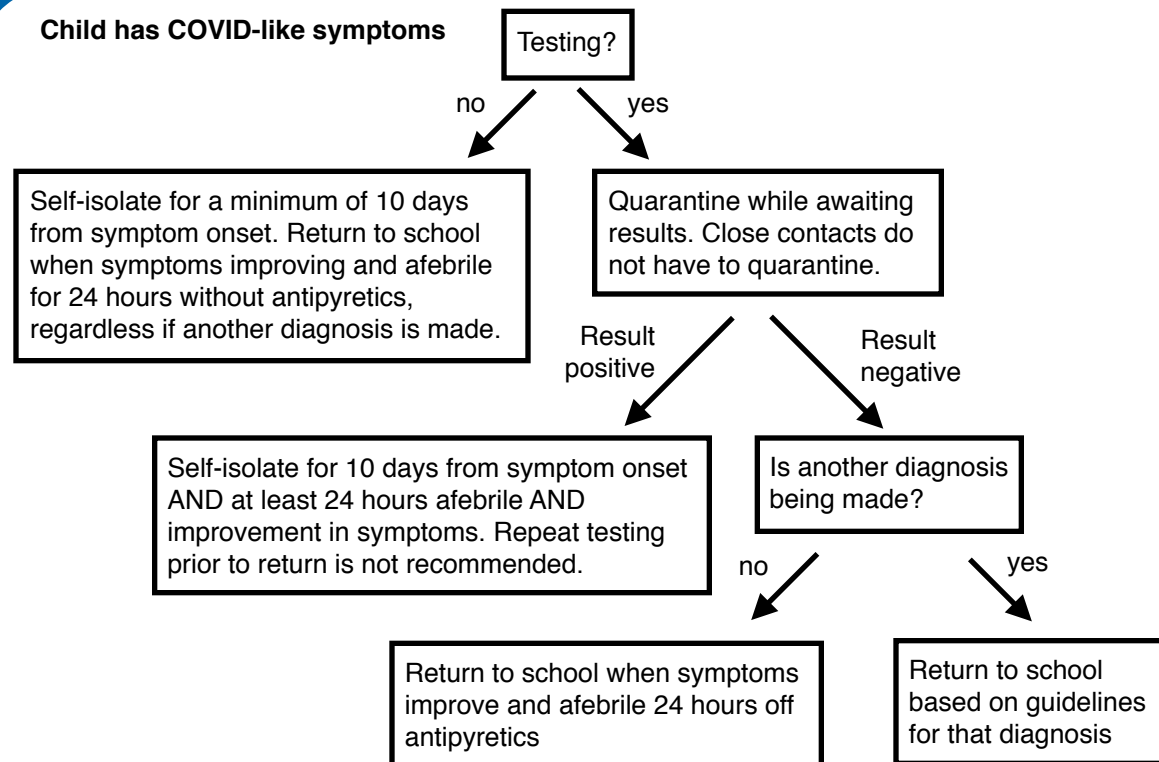 Child has COVID-like symptoms
Testing?
no
yes
Self-isolate for a minimum of 10 days
from symptom onset. Return to school
when symptoms improving and afebrile
for 24 hours without antipyretics,
regardless if another diagnosis is made.
Quarantine while awaiting
results. Close contacts do
not have to quarantine.
Result
positive
Result
negative
Self-isolate for 10 days from symptom onset
AND at least 24 hours afebrile AND
improvement in symptoms. Repeat testing
prior to return is not recommended.
Is another diagnosis
being made?
no
yes
Return to school when symptoms
improve and afebrile 24 hours off
antipyretics
Return to school
based on guidelines
for that diagnosis